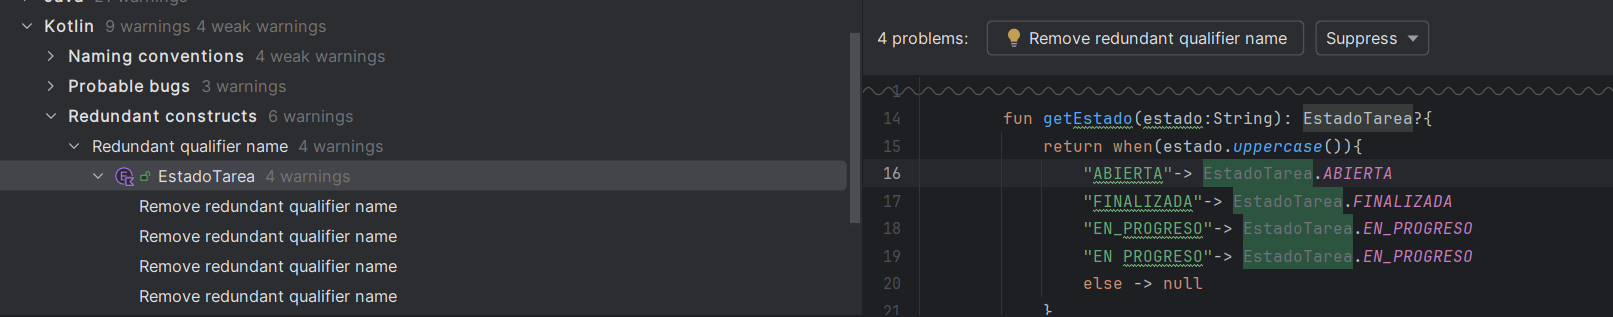 Kotlin 9 warnings 4 weak warnings
Naming conventions 4 weak warnings
Probable bugs 3 warnings
Redundant constructs 6 warnings
Redundant qualifier name 4 warnings
EstadoTarea 4 warnings
Remove redundant qualifier name
Remove redundant qualifier name
Remove redundant qualifier name
Remove redundant qualifier name
4 problems: Remove redundant qualifier name Suppress
1
14 fun getEstado(estado:String): EstadoTarea?{
15 return when(estado.uppercase()){
16 "ABIERTA"-> EstadoTarea.ABIERTA
17 "FINALIZADA"-> EstadoTarea.FINALIZADA
18 "EN_PROGRESO"-> EstadoTarea.EN_PROGRESO
19 "EN PROGRESO"-> EstadoTarea.EN_PROGRESO
20 else -> null
21 }